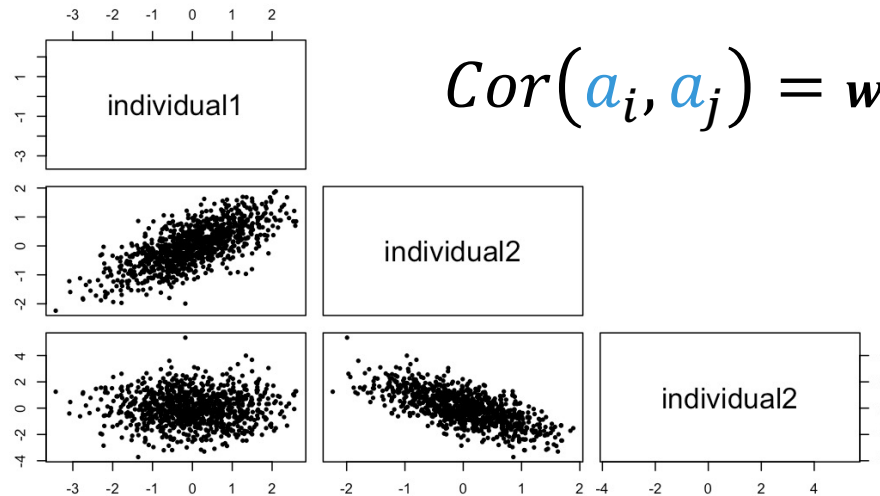 -3 -2 -1 0 1 2
Cor(a_i, a_j) = w
1
-1
-3
individual1
2
1
0
-1
-2
individual2
4
2
0
-2
-4
individual2
-3 -2 -1 0 1 2
-2 -1 0 1 2
-4 -2 0 2 4